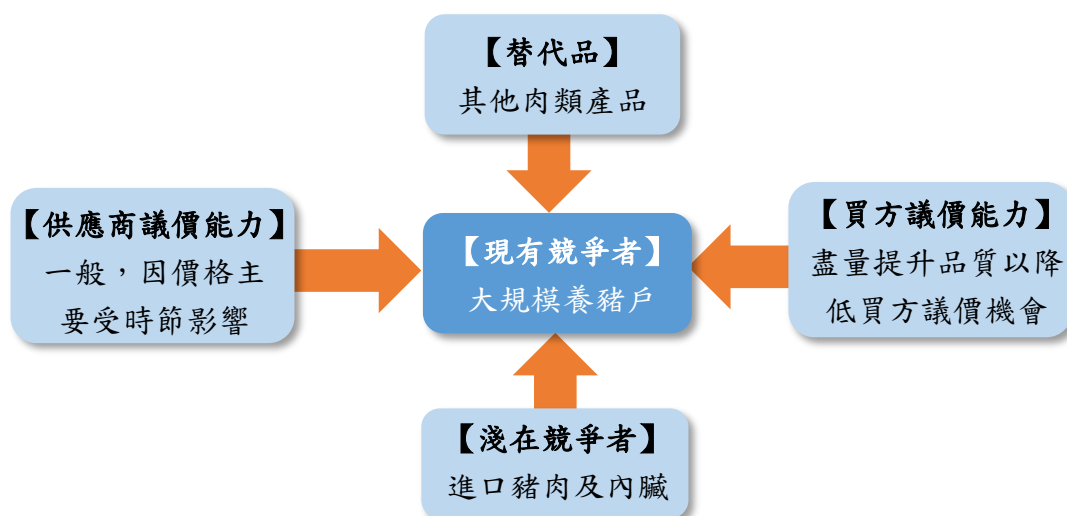 【替代品】
其他肉類產品
【供應商議價能力】
一般，因價格主
要受時節影響
【現有競爭者】
大規模養豬戶
【買方議價能力】
盡量提升品質以降
低買方議價機會
【淺在競爭者】
進口豬肉及內臟